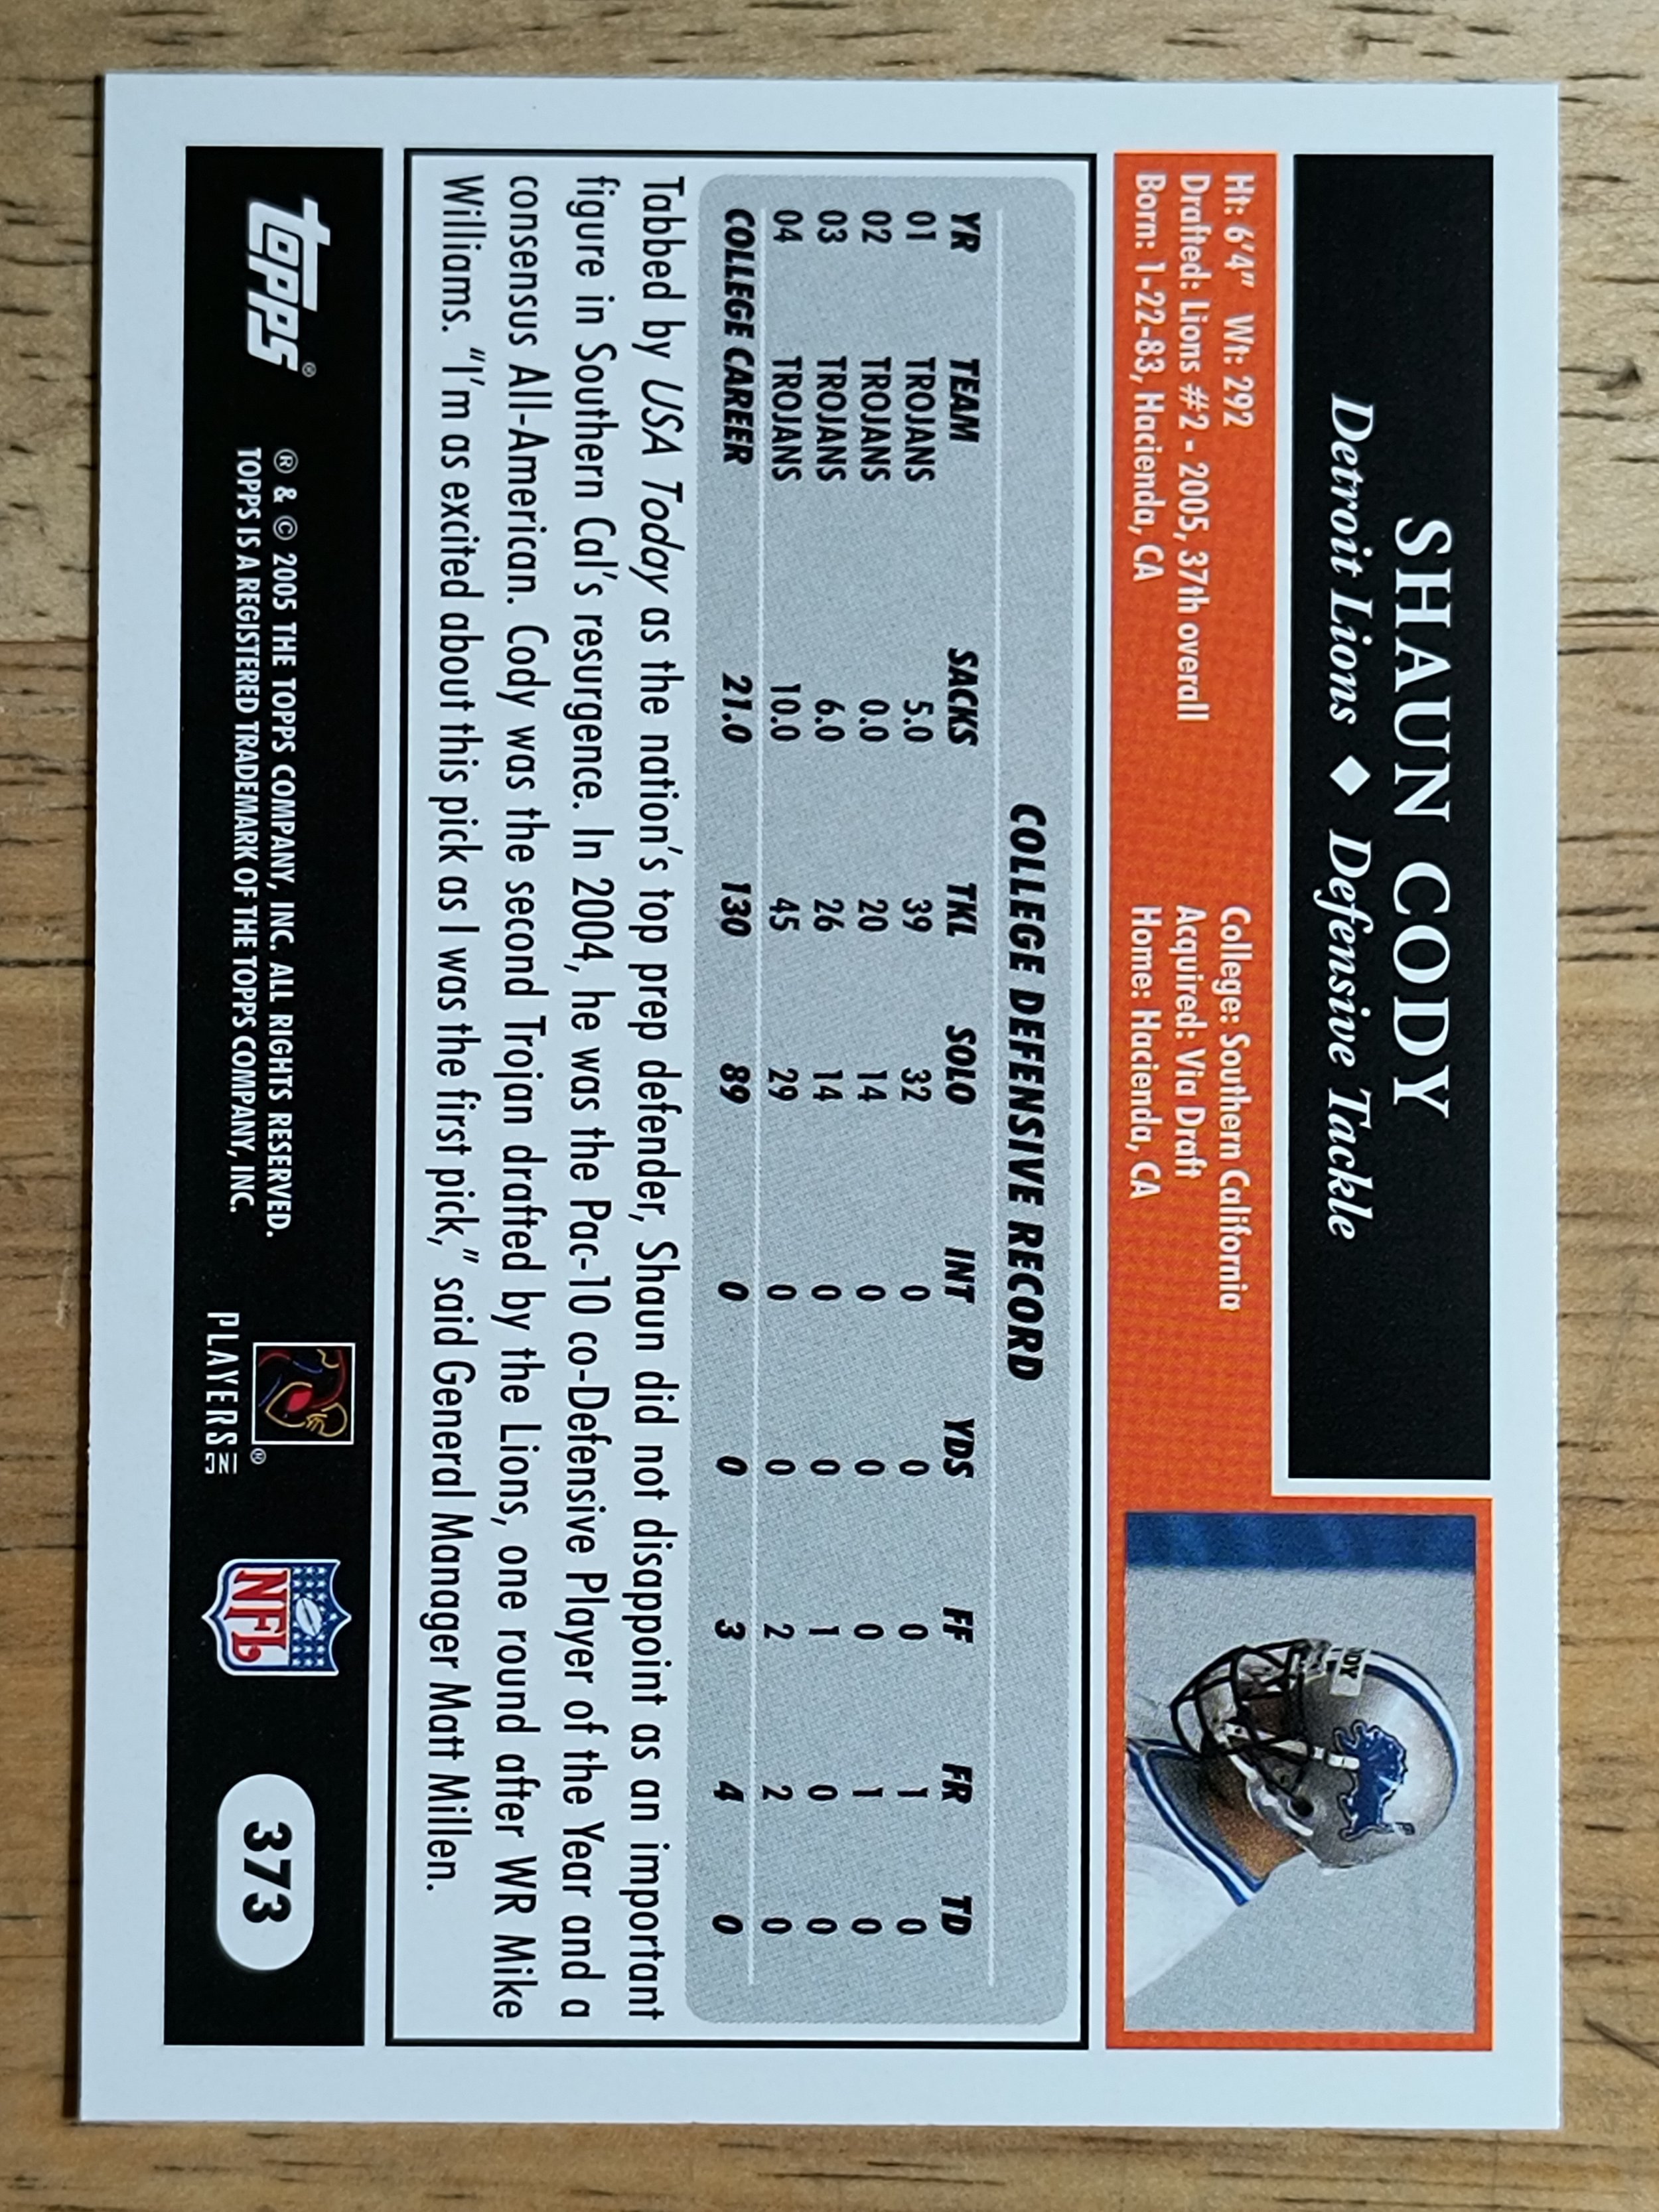 SHAUN CODY
Detroit Lions ◆ Defensive Tackle
Ht: 6'4" Wt: 292 College: Southern California
Drafted: Lions #2 - 2005, 37th overall Acquired: Via Draft
Born: 1-22-83, Hacienda, CA Home: Hacienda, CA
DY
COLLEGE DEFENSIVE RECORD
YR TEAM SACKS TKL SOLO INT YDS FF FR TD
01 TROJANS 5.0 39 32 0 0 0 1 0
02 TROJANS 0.0 20 14 0 0 0 1 0
03 TROJANS 6.0 26 14 0 0 1 0 0
04 TROJANS 10.0 45 29 0 0 2 2 0
COLLEGE CAREER 21.0 130 89 0 0 3 4 0
Tabbed by USA Today as the nation's top prep defender, Shaun did not disappoint as an important
figure in Southern Cal's resurgence. In 2004, he was the Pac-10 co-Defensive Player of the Year and a
consensus All-American. Cody was the second Trojan drafted by the Lions, one round after WR Mike
Williams. "I'm as excited about this pick as I was the first pick," said General Manager Matt Millen.
topps®
® & © 2005 THE TOPPS COMPANY, INC. ALL RIGHTS RESERVED.
TOPPS IS A REGISTERED TRADEMARK OF THE TOPPS COMPANY, INC.
®
PLAYERS INC
NFL
373